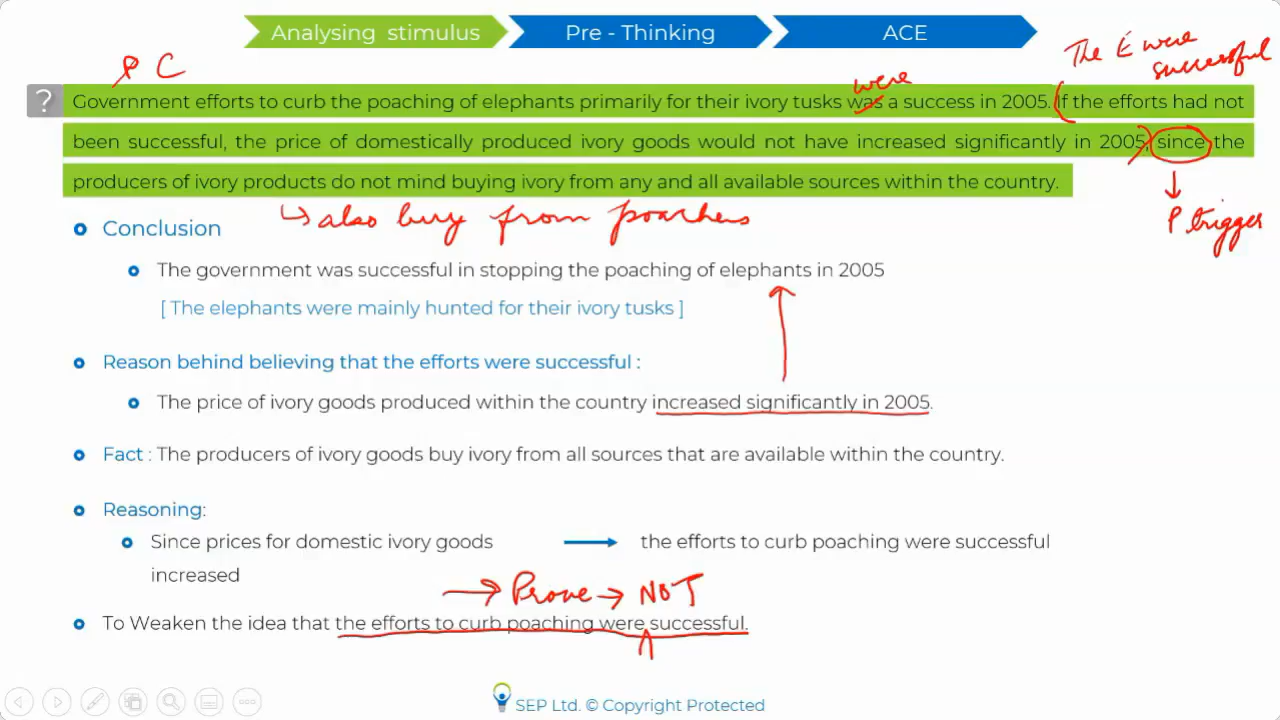 Analysing stimulus
Pre - Thinking
ACE
The E were
successful
P C
were
? Government efforts to curb the poaching of elephants primarily for their ivory tusks was a success in 2005. If the efforts had not
been successful, the price of domestically produced ivory goods would not have increased significantly in 2005, since the
producers of ivory products do not mind buying ivory from any and all available sources within the country.
also buy from poachers
P trigger
Conclusion
The government was successful in stopping the poaching of elephants in 2005
[ The elephants were mainly hunted for their ivory tusks ]
Reason behind believing that the efforts were successful :
The price of ivory goods produced within the country increased significantly in 2005.
Fact : The producers of ivory goods buy ivory from all sources that are available within the country.
Reasoning:
Since prices for domestic ivory goods → the efforts to curb poaching were successful
increased
→ Prove → NOT
To Weaken the idea that the efforts to curb poaching were successful.
SEP Ltd. © Copyright Protected